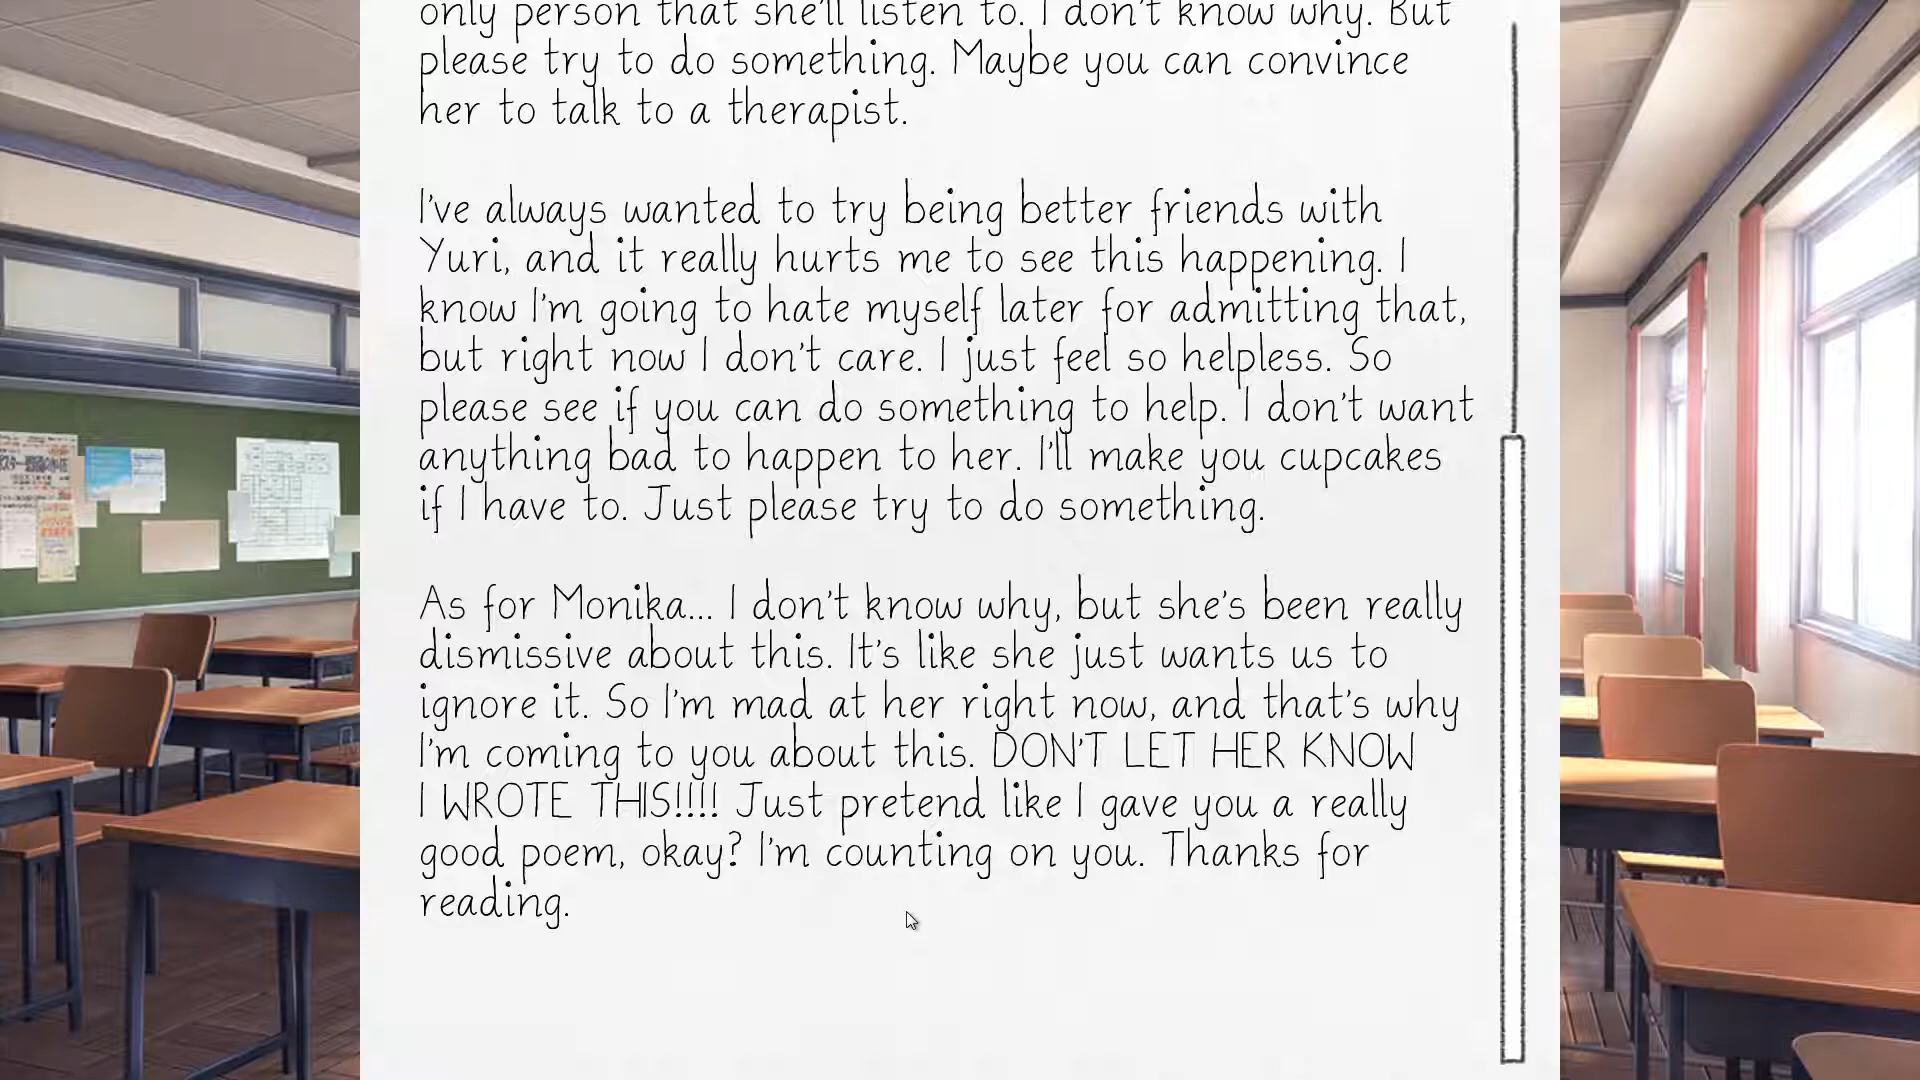 only person that she'll listen to. I don't know why. But
please try to do something. Maybe you can convince
her to talk to a therapist.
I've always wanted to try being better friends with
Yuri, and it really hurts me to see this happening. I
know I'm going to hate myself later for admitting that,
but right now I don't care. I just feel so helpless. So
please see if you can do something to help. I don't want
anything bad to happen to her. I'll make you cupcakes
if I have to. Just please try to do something.
As for Monika... I don't know why, but she's been really
dismissive about this. It's like she just wants us to
ignore it. So I'm mad at her right now, and that's why
I'm coming to you about this. DON'T LET HER KNOW
I WROTE THIS!!!! Just pretend like I gave you a really
good poem, okay? I'm counting on you. Thanks for
reading.